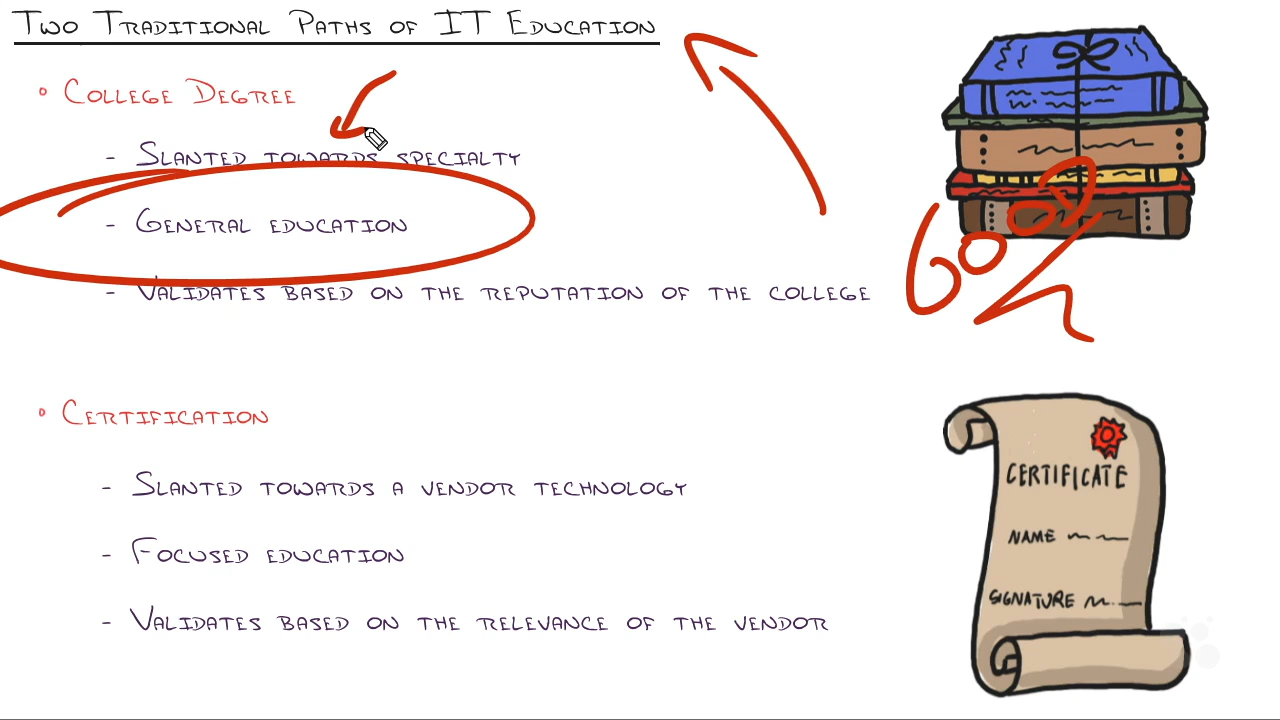 Two Traditional Paths of IT Education
• College Degree
- Slanted towards specialty
- General education
- Validates based on the reputation of the college
60%
• Certification
- Slanted towards a vendor technology
- Focused education
- Validates based on the relevance of the vendor
CERTIFICATE
NAME
SIGNATURE